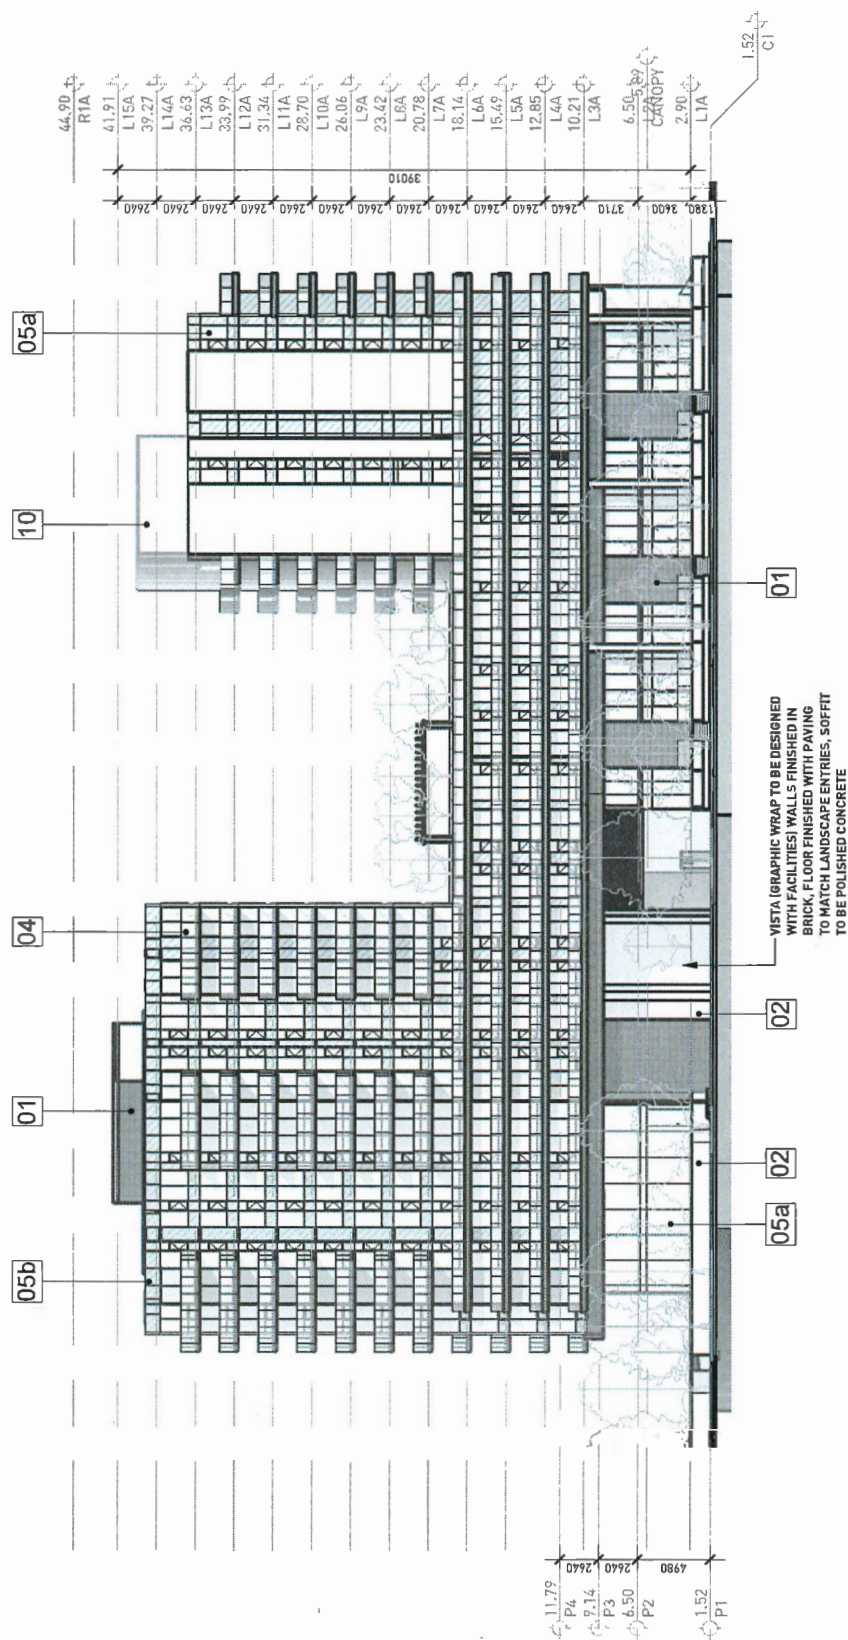 44.90
R1A
41.91
L15A
39.27
L14A
36.63
L13A
33.99
L12A
31.34
L11A
28.70
L10A
26.06
L9A
23.42
L8A
20.78
L7A
18.14
L6A
15.49
L5A
12.85
L4A
10.21
L3A
6.50
5.89
CANOPY
2.90
L1A
1.52
C1
39010
2640
2640
2640
2640
2640
2640
2640
2640
2640
2640
2640
2640
3710
3600
1380
05a
10
04
01
05b
01
VISTA (GRAPHIC WRAP TO BE DESIGNED
WITH FACILITIES) WALLS FINISHED IN
BRICK, FLOOR FINISHED WITH PAVING
TO MATCH LANDSCAPE ENTRIES, SOFFIT
TO BE POLISHED CONCRETE
02
02
05a
11.79
P4
9.14
P3
6.50
P2
1.52
P1
2640
2640
4980